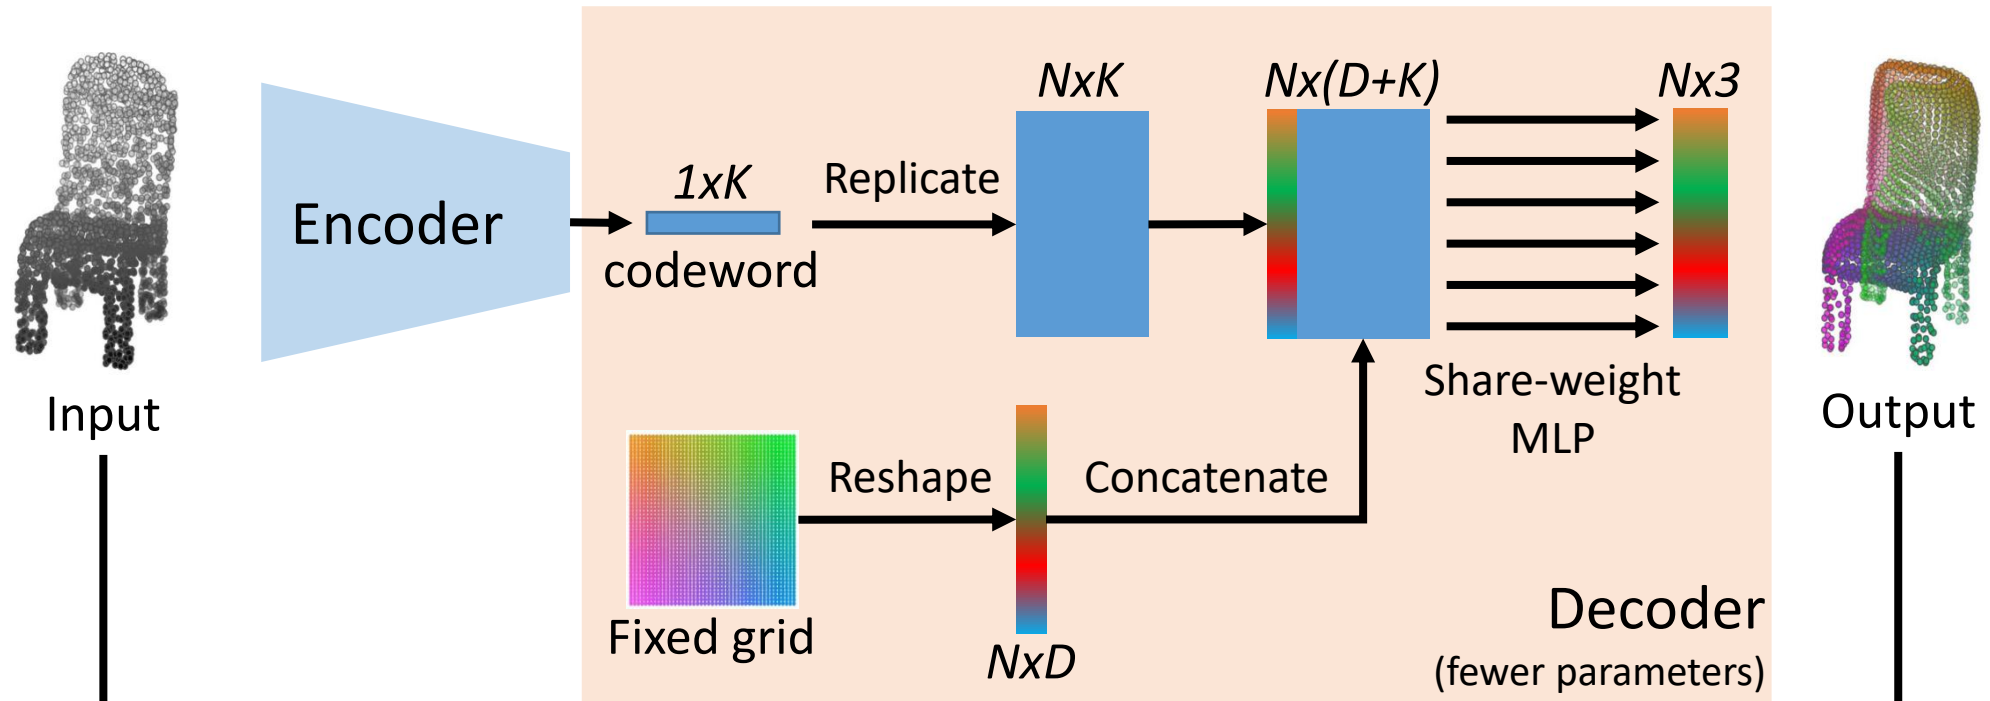 Input
Encoder
1xK
codeword
Replicate
NxK
Nx(D+K)
Nx3
Share-weight
MLP
Output
Fixed grid
Reshape
NxD
Concatenate
Decoder
(fewer parameters)